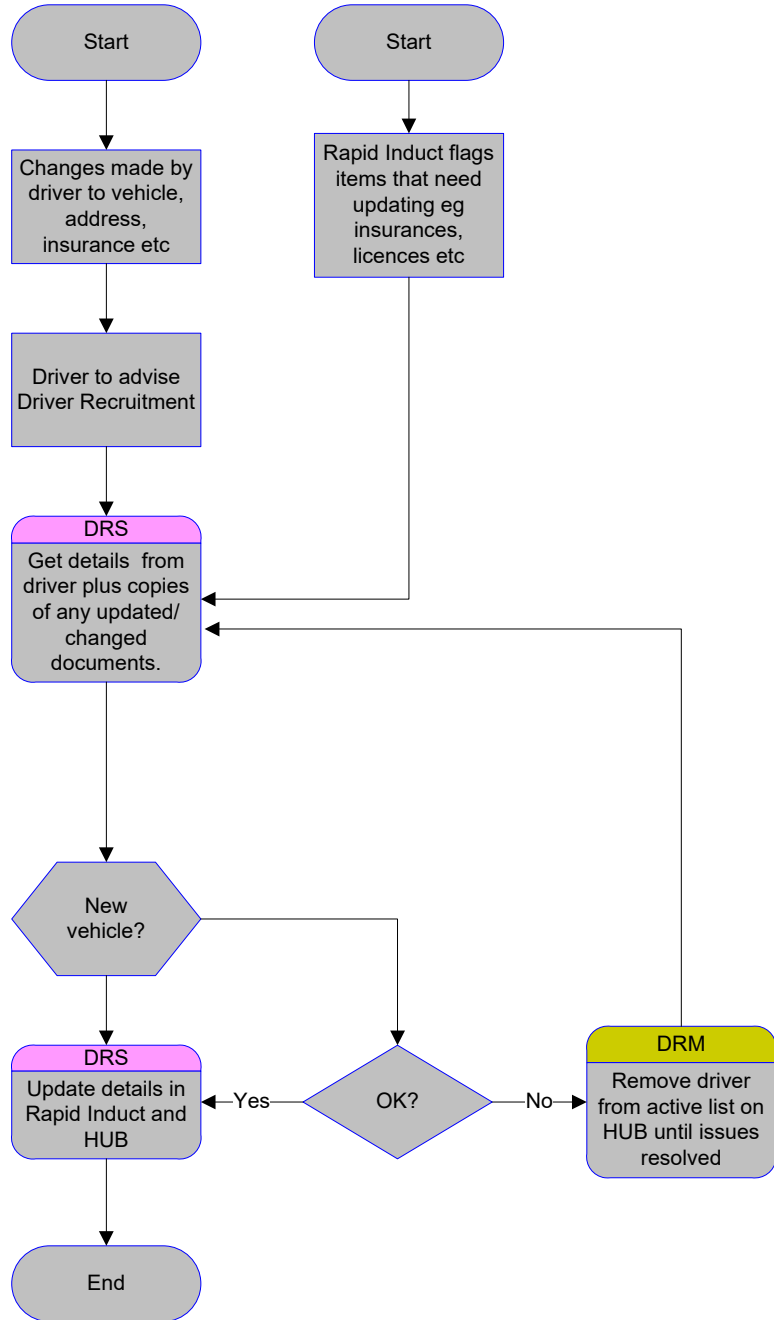 Start
Start
Changes made by
driver to vehicle,
address,
insurance etc
Rapid Induct flags
items that need
updating eg
insurances,
licences etc
Driver to advise
Driver Recruitment
DRS
Get details from
driver plus copies
of any updated/
changed
documents.
New
vehicle?
DRS
Update details in
Rapid Induct and
HUB
Yes
OK?
No
DRM
Remove driver
from active list on
HUB until issues
resolved
End